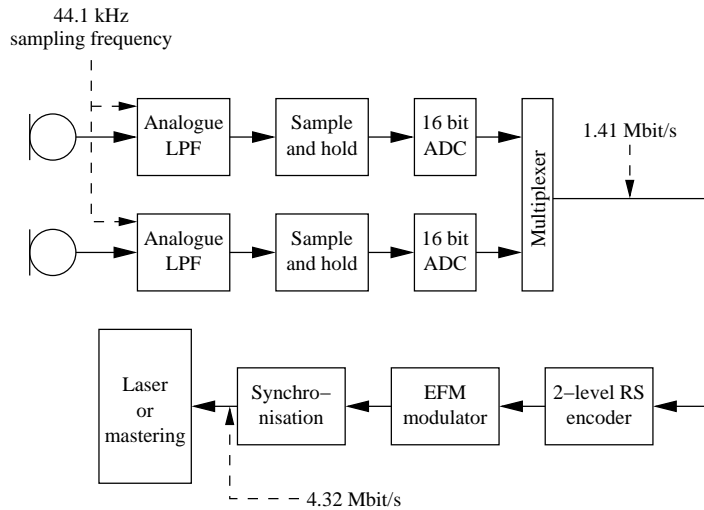 44.1 kHz
sampling frequency
Analogue
LPF
Sample
and hold
16 bit
ADC
Multiplexer
1.41 Mbit/s
Analogue
LPF
Sample
and hold
16 bit
ADC
Laser
or
mastering
Synchro−
nisation
EFM
modulator
2−level RS
encoder
4.32 Mbit/s